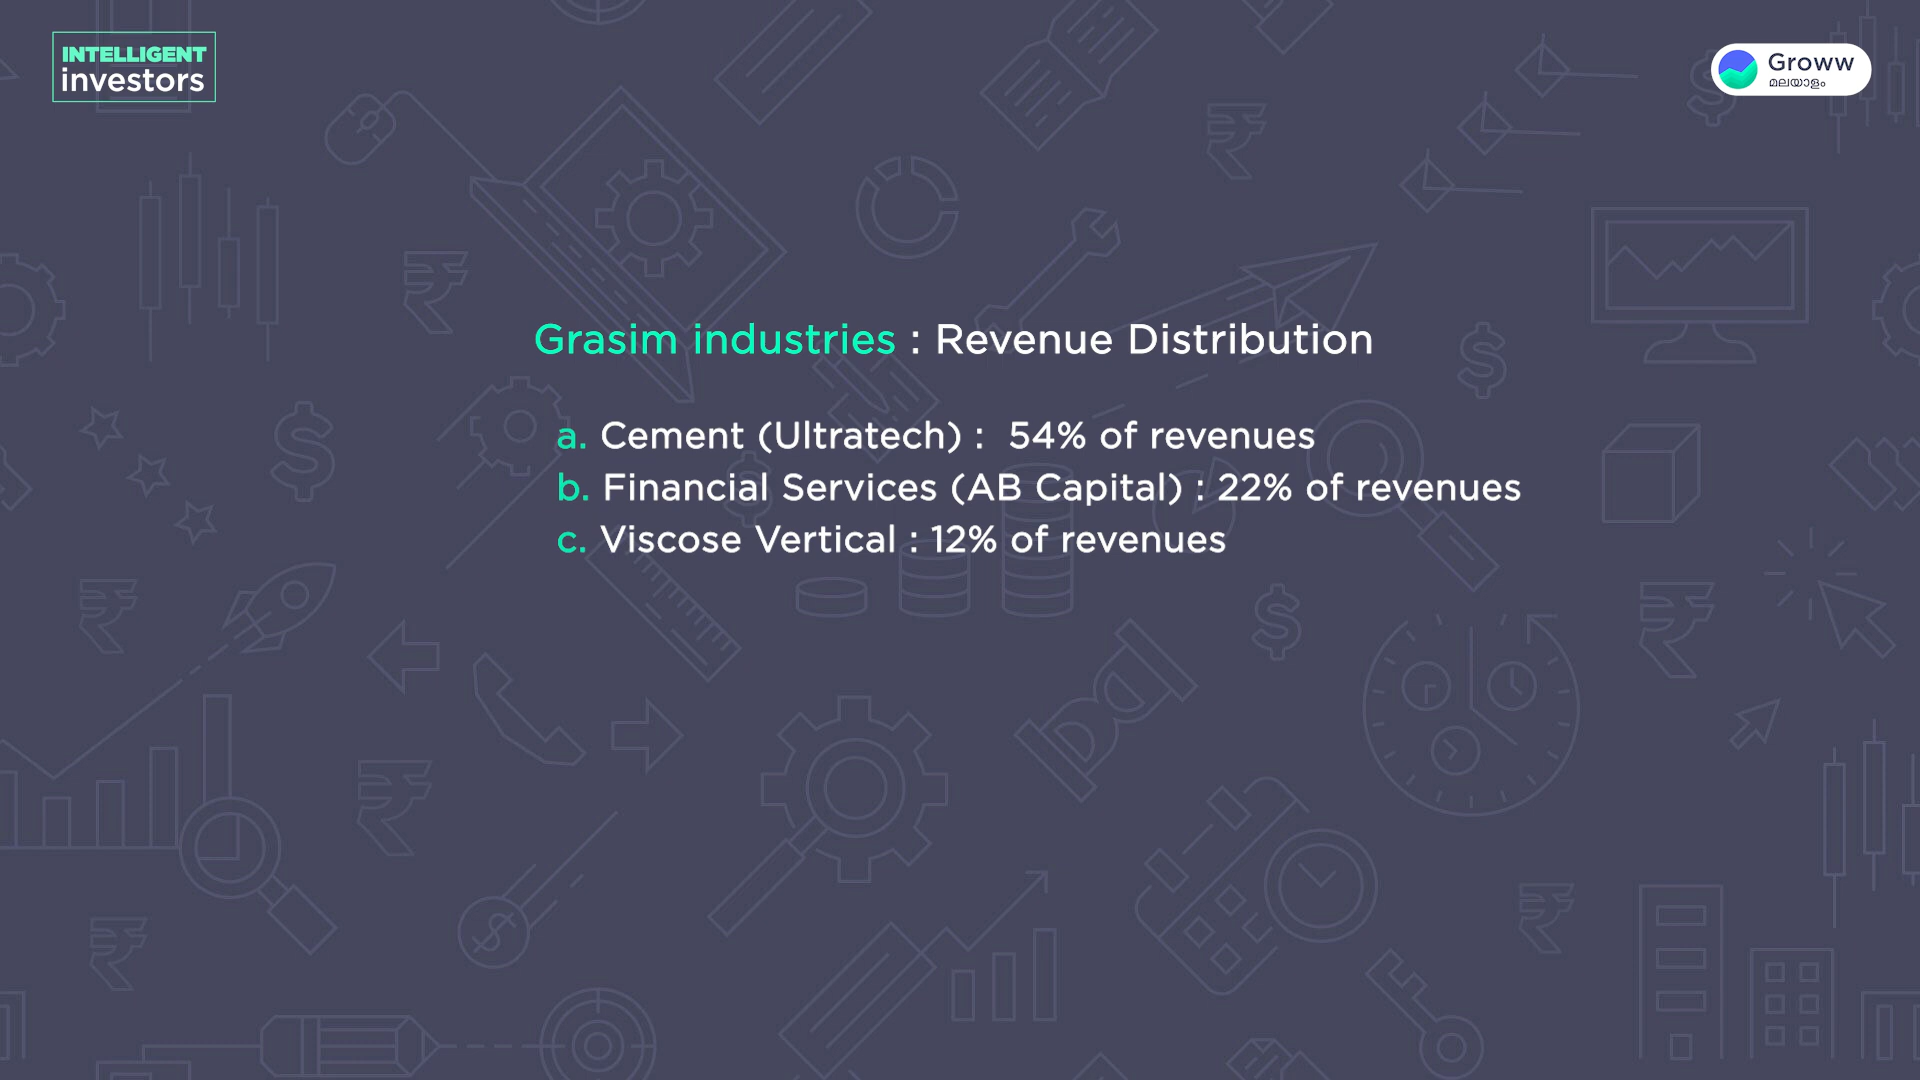 INTELLIGENT
investors
Groww
മലയാളം
Grasim industries : Revenue Distribution
a. Cement (Ultratech) : 54% of revenues
b. Financial Services (AB Capital) : 22% of revenues
c. Viscose Vertical : 12% of revenues